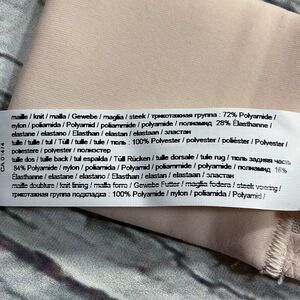 maille / knit / malla / Gewebe / maglia / steek / трикотажная группа : 72% Polyamide /
nylon / poliamida / Polyamid / poliammide / polyamide / полиамид 28% Élasthanne /
elastane / elastano / Elasthan / elastan / elastaan / эластан
tulle / tulle / tul / Tüll / tulle / tule / тюль : 100% Polyester / polyester / poliéster / Polyester /
poliestere / polyester / полиэстер
tulle dos / tulle back / tul espalda / Tüll Rücken / tulle dorsale / tule rug / тюль задняя часть
84% Polyamide / nylon / poliamida / Polyamid / poliammide / polyamide / полиамид 16%
Élasthanne / elastane / elastano / Elasthan / elastan / elastaan / эластан
maille doublure / knit lining / malla forro / Gewebe Futter / maglia fodera / steek voering /
трикотажная группа подкладка : 100% Polyamide / nylon / poliamida / Polyamid /
CA 01474